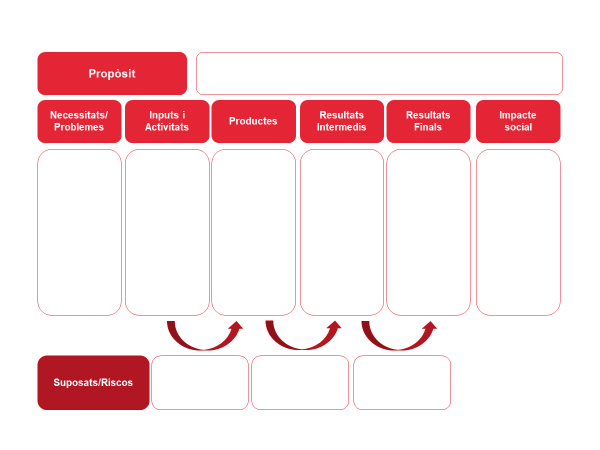 Propòsit
Necessitats/
Problemes
Inputs i
Activitats
Productes
Resultats
Intermedis
Resultats
Finals
Impacte
social
Suposats/Riscos